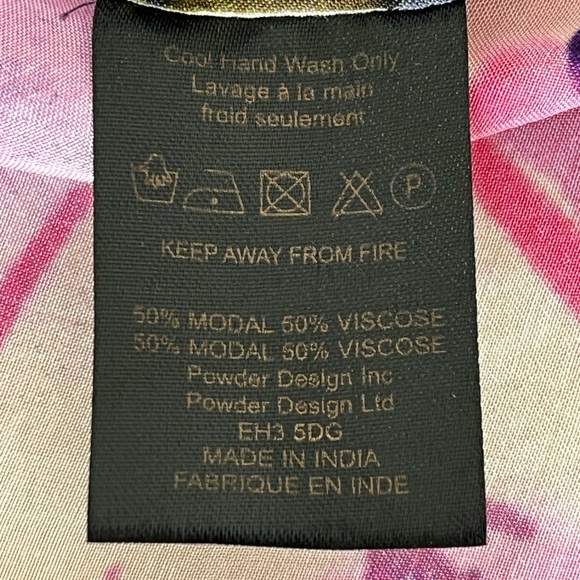 Cool Hand Wash Only
Lavage à la main
froid seulement
P
KEEP AWAY FROM FIRE
50% MODAL 50% VISCOSE
50% MODAL 50% VISCOSE
Powder Design Inc
Powder Design Ltd
EH3 5DG
MADE IN INDIA
FABRIQUE EN INDE